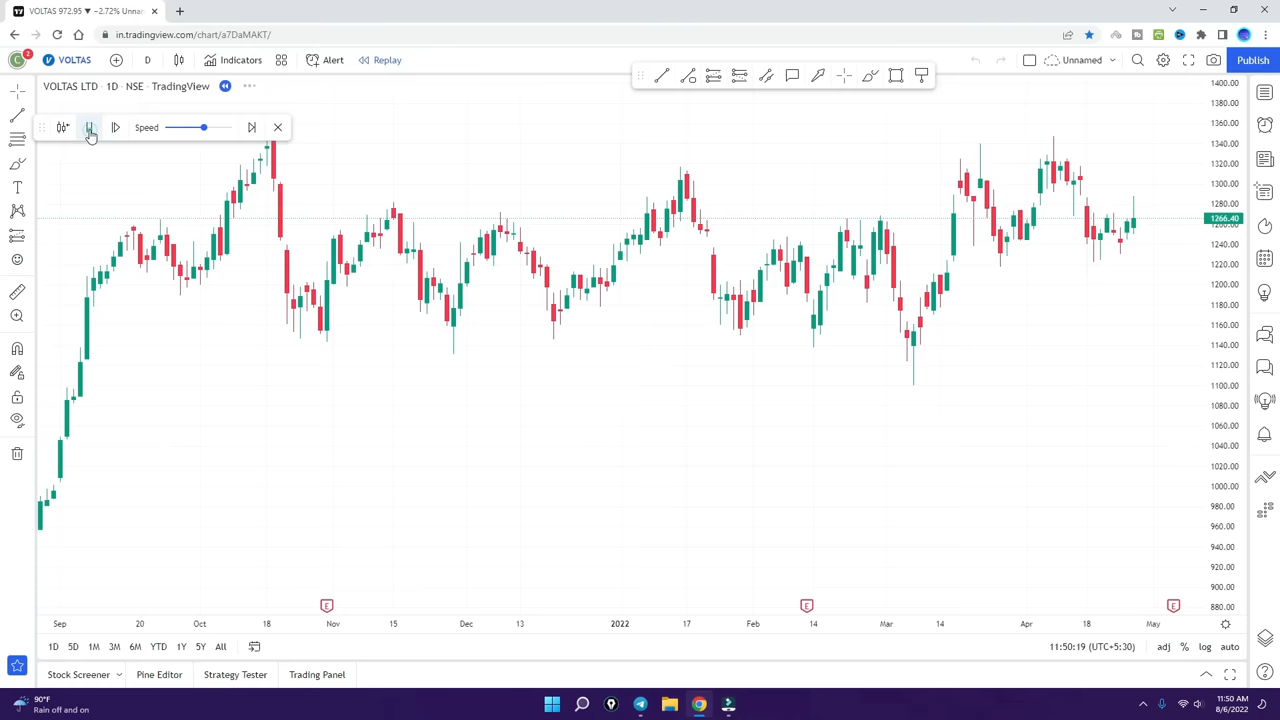 VOLTAS 972.95 ▼ −2.72% Unnar
in.tradingview.com/chart/a7DaMAKT/
C 2 VOLTAS D Indicators Alert Replay Unnamed Publish
VOLTAS LTD · 1D · NSE · TradingView
Speed
1400.00
1380.00
1360.00
1340.00
1320.00
1300.00
1280.00
1266.40
1260.00
1240.00
1220.00
1200.00
1180.00
1160.00
1140.00
1120.00
1100.00
1080.00
1060.00
1040.00
1020.00
1000.00
980.00
960.00
940.00
920.00
900.00
880.00
E E E
Sep 20 Oct 18 Nov 15 Dec 13 2022 17 Feb 14 Mar 14 Apr 18 May
1D 5D 1M 3M 6M YTD 1Y 5Y All 11:50:19 (UTC+5:30) adj % log auto
Stock Screener Pine Editor Strategy Tester Trading Panel
90°F
Rain off and on
11:50 AM
8/6/2022